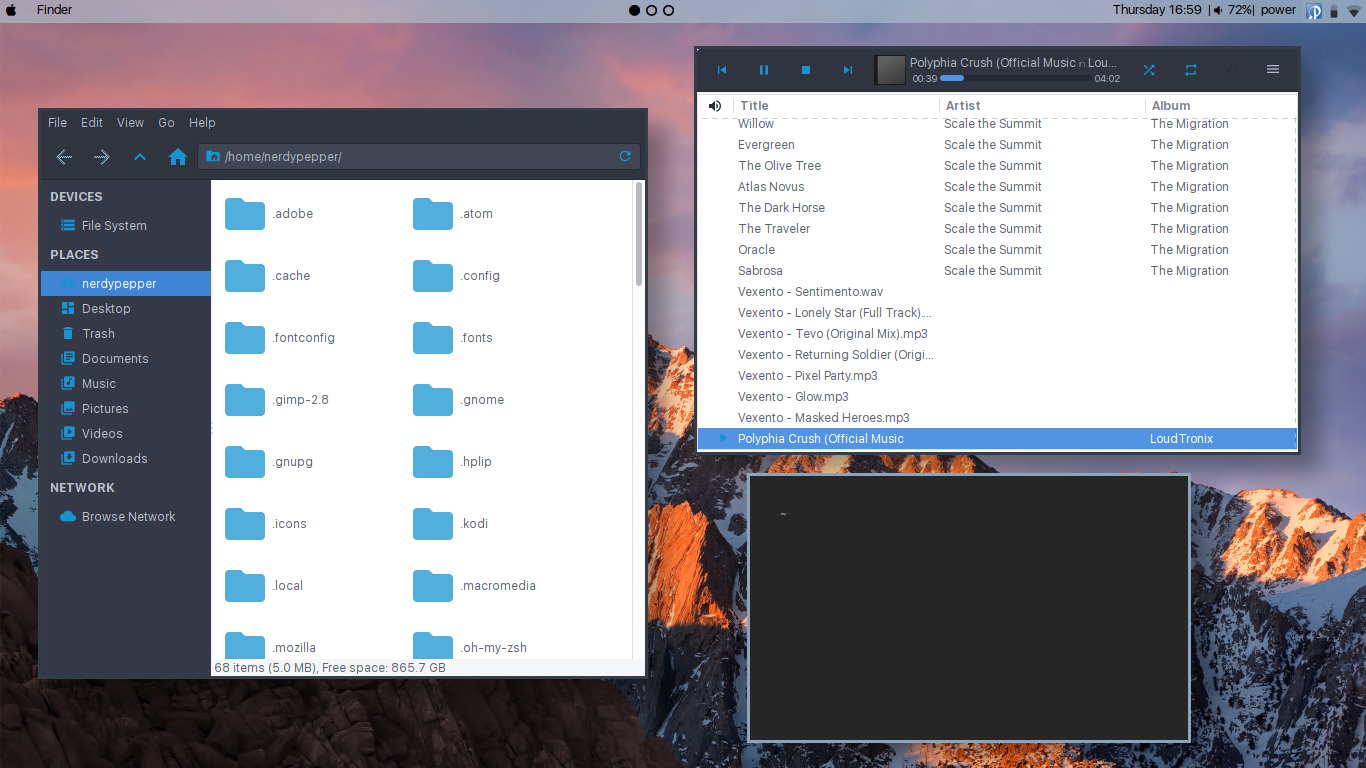 Finder
Thursday 16:59 | 72%| power
File Edit View Go Help
/home/nerdypepper/
DEVICES
File System
PLACES
nerdypepper
Desktop
Trash
Documents
Music
Pictures
Videos
Downloads
NETWORK
Browse Network
.adobe .atom
.cache .config
.fontconfig .fonts
.gimp-2.8 .gnome
.gnupg .hplip
.icons .kodi
.local .macromedia
.mozilla .oh-my-zsh
68 items (5.0 MB), Free space: 865.7 GB
Polyphia Crush (Official Music in Lou...
00:39 04:02
Title Artist Album
Willow Scale the Summit The Migration
Evergreen Scale the Summit The Migration
The Olive Tree Scale the Summit The Migration
Atlas Novus Scale the Summit The Migration
The Dark Horse Scale the Summit The Migration
The Traveler Scale the Summit The Migration
Oracle Scale the Summit The Migration
Sabrosa Scale the Summit The Migration
Vexento - Sentimento.wav
Vexento - Lonely Star (Full Track)....
Vexento - Tevo (Original Mix).mp3
Vexento - Returning Soldier (Origi...
Vexento - Pixel Party.mp3
Vexento - Glow.mp3
Vexento - Masked Heroes.mp3
Polyphia Crush (Official Music LoudTronix
~